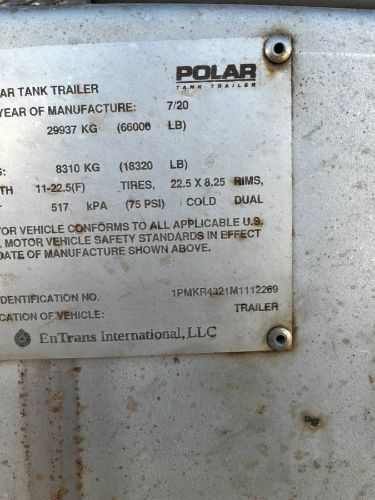 POLAR
TANK TRAILER
AR TANK TRAILER
YEAR OF MANUFACTURE: 7/20
29937 KG (66000 LB)
S: 8310 KG (18320 LB)
TH 11-22.5(F) TIRES, 22.5 X 8.25 RIMS,
T 517 kPA (75 PSI) COLD DUAL
OR VEHICLE CONFORMS TO ALL APPLICABLE U.S.
L MOTOR VEHICLE SAFETY STANDARDS IN EFFECT
DATE OF MANUFACTURE SHOWN ABOVE.
DENTIFICATION NO. 1PMKR4321M1112269
ICATION OF VEHICLE: TRAILER
EnTrans International, LLC